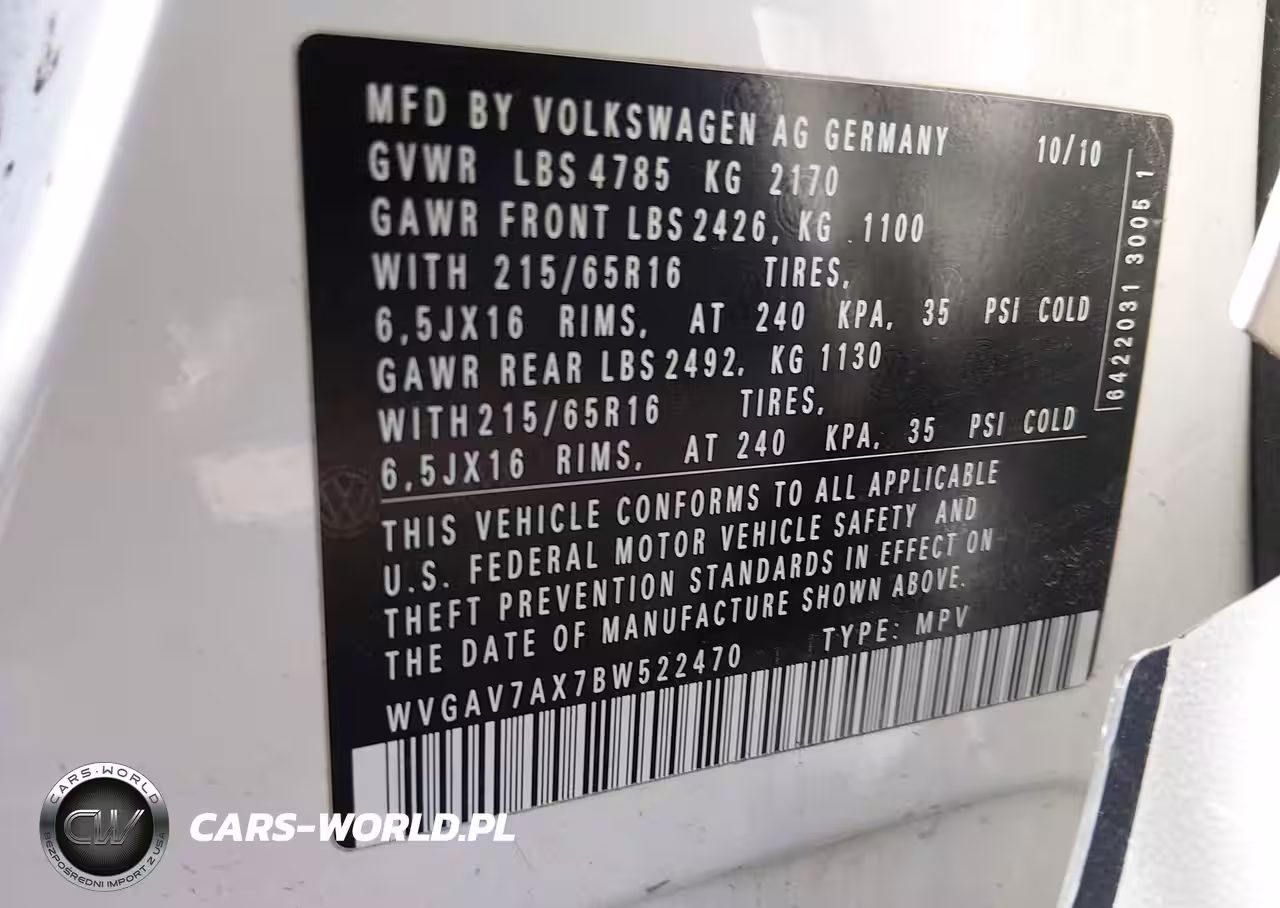 MFD BY VOLKSWAGEN AG GERMANY 10/10
GVWR LBS 4785 KG 2170
GAWR FRONT LBS 2426, KG 1100
WITH 215/65R16 TIRES,
6,5JX16 RIMS, AT 240 KPA, 35 PSI COLD
GAWR REAR LBS 2492, KG 1130
WITH 215/65R16 TIRES,
6,5JX16 RIMS, AT 240 KPA, 35 PSI COLD
6422031 3005 1
THIS VEHICLE CONFORMS TO ALL APPLICABLE
U.S. FEDERAL MOTOR VEHICLE SAFETY AND
THEFT PREVENTION STANDARDS IN EFFECT ON
THE DATE OF MANUFACTURE SHOWN ABOVE.
WVGAV7AX7BW522470 TYPE: MPV
CARS-WORLD
CW
BEZPOŚREDNI IMPORT Z USA
CARS-WORLD.PL